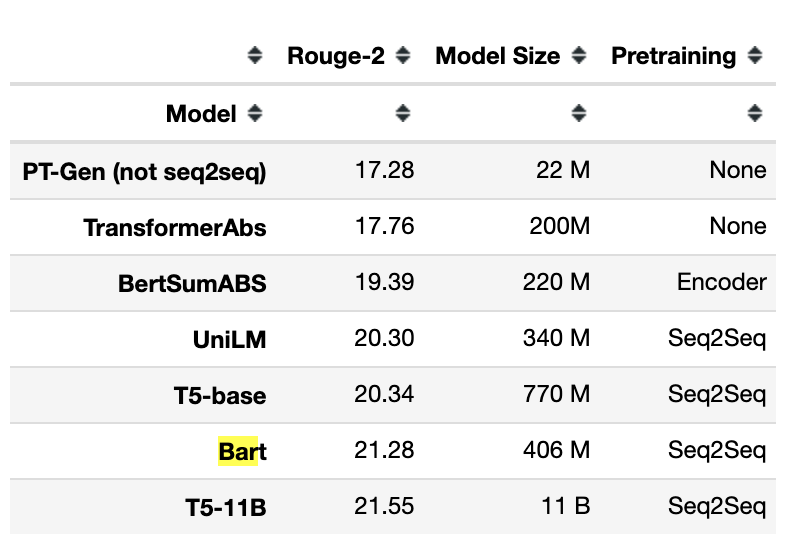 Rouge-2 Model Size Pretraining
Model
PT-Gen (not seq2seq) 17.28 22 M None
TransformerAbs 17.76 200M None
BertSumABS 19.39 220 M Encoder
UniLM 20.30 340 M Seq2Seq
T5-base 20.34 770 M Seq2Seq
Bart 21.28 406 M Seq2Seq
T5-11B 21.55 11 B Seq2Seq